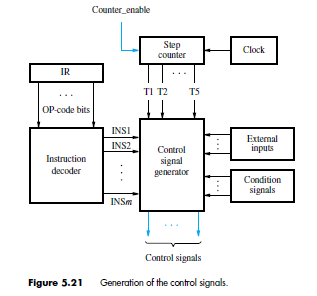 Counter_enable
Step
counter
Clock
IR
. . .
T1 T2 T5
. . .
OP-code bits
INS1
INS2
INSm
Instruction
decoder
Control
signal
generator
External
inputs
Condition
signals
. . .
Control signals
Figure 5.21 Generation of the control signals.